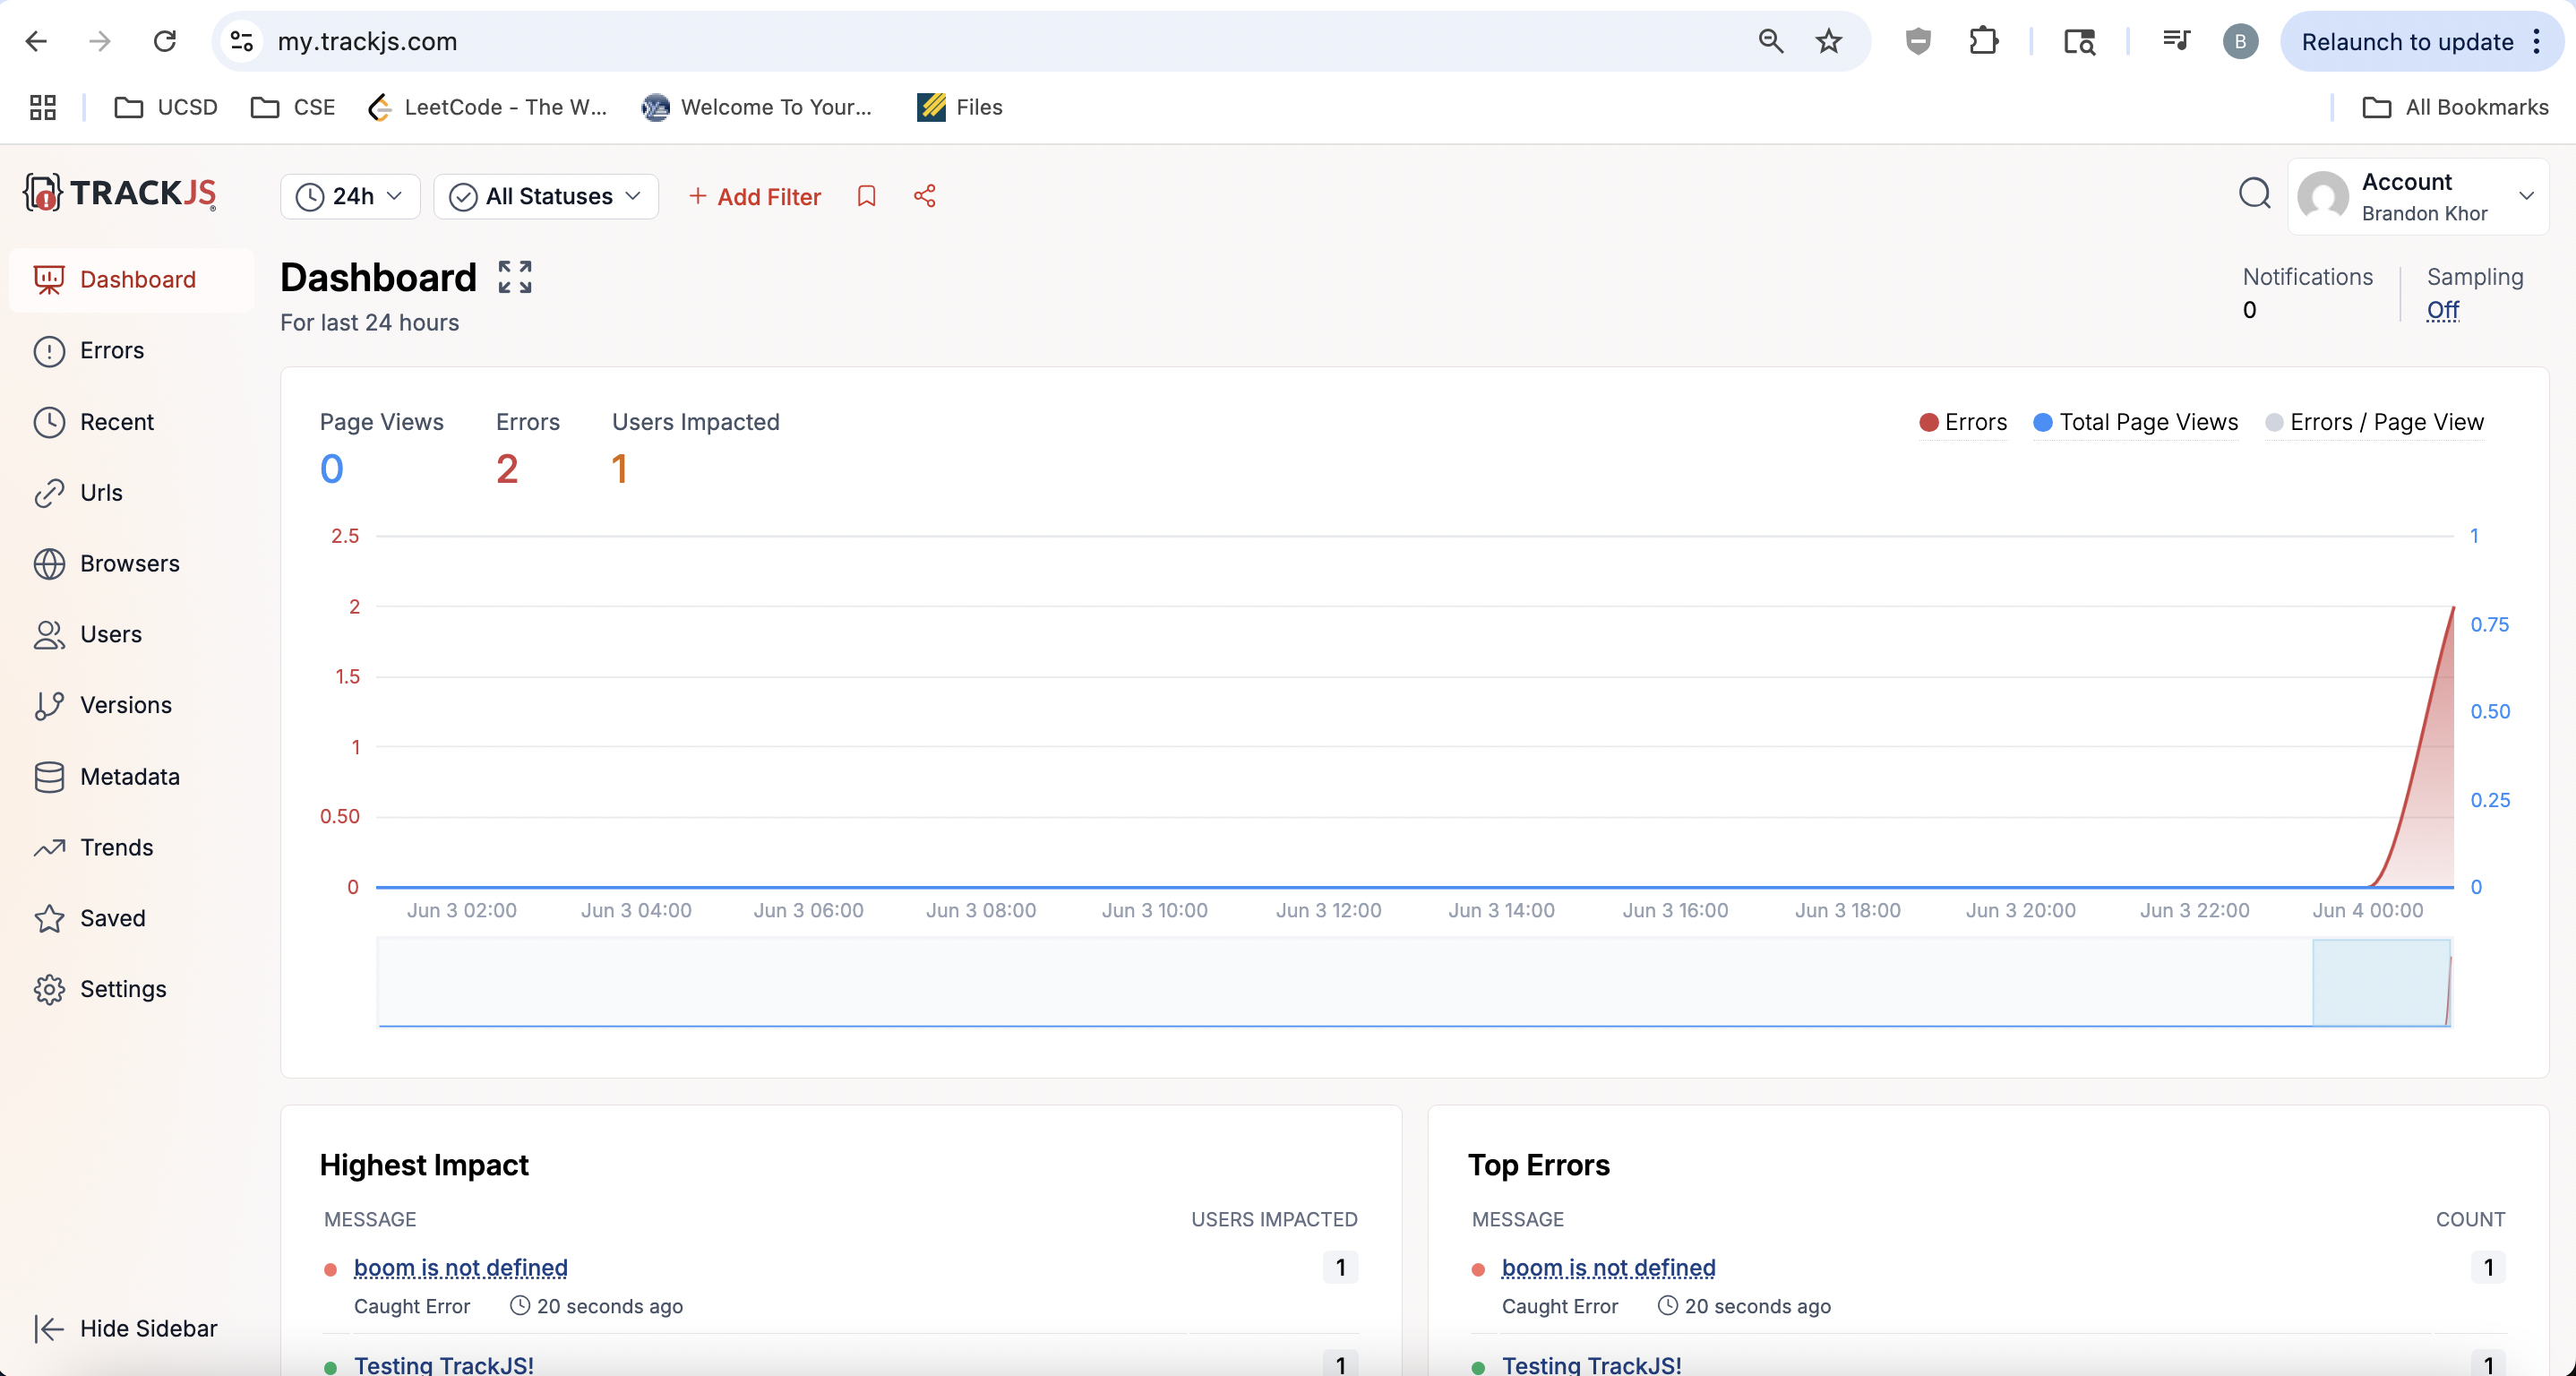 my.trackjs.com
B
Relaunch to update
UCSD
CSE
LeetCode - The W...
Welcome To Your...
Files
All Bookmarks
TRACKJS
24h
All Statuses
+ Add Filter
Account
Brandon Khor
Dashboard
Errors
Recent
Urls
Browsers
Users
Versions
Metadata
Trends
Saved
Settings
Hide Sidebar
Dashboard
For last 24 hours
Notifications
0
Sampling
Off
Page Views
0
Errors
2
Users Impacted
1
Errors
Total Page Views
Errors / Page View
2.5
2
1.5
1
0.50
0
1
0.75
0.50
0.25
0
Jun 3 02:00
Jun 3 04:00
Jun 3 06:00
Jun 3 08:00
Jun 3 10:00
Jun 3 12:00
Jun 3 14:00
Jun 3 16:00
Jun 3 18:00
Jun 3 20:00
Jun 3 22:00
Jun 4 00:00
Highest Impact
MESSAGE USERS IMPACTED
boom is not defined 1
Caught Error 20 seconds ago
Testing TrackJS! 1
Top Errors
MESSAGE COUNT
boom is not defined 1
Caught Error 20 seconds ago
Testing TrackJS! 1